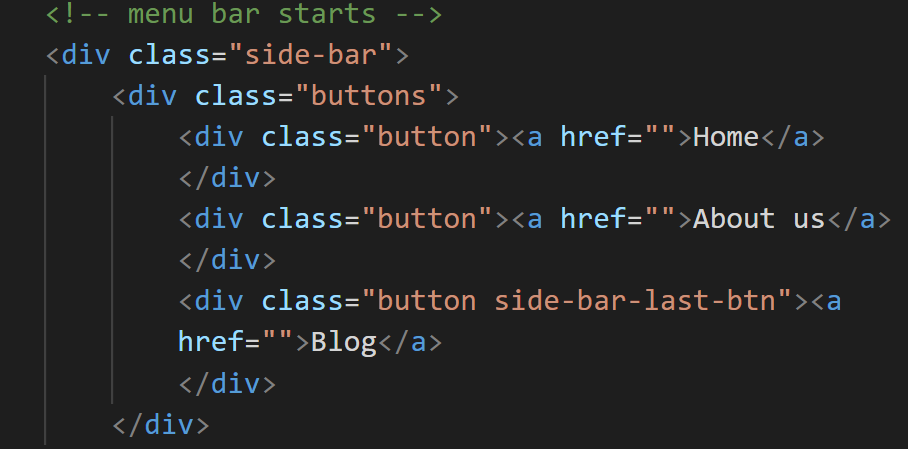 <!-- menu bar starts -->
<div class="side-bar">
<div class="buttons">
<div class="button"><a href="">Home</a>
</div>
<div class="button"><a href="">About us</a>
</div>
<div class="button side-bar-last-btn"><a
href="">Blog</a>
</div>
</div>